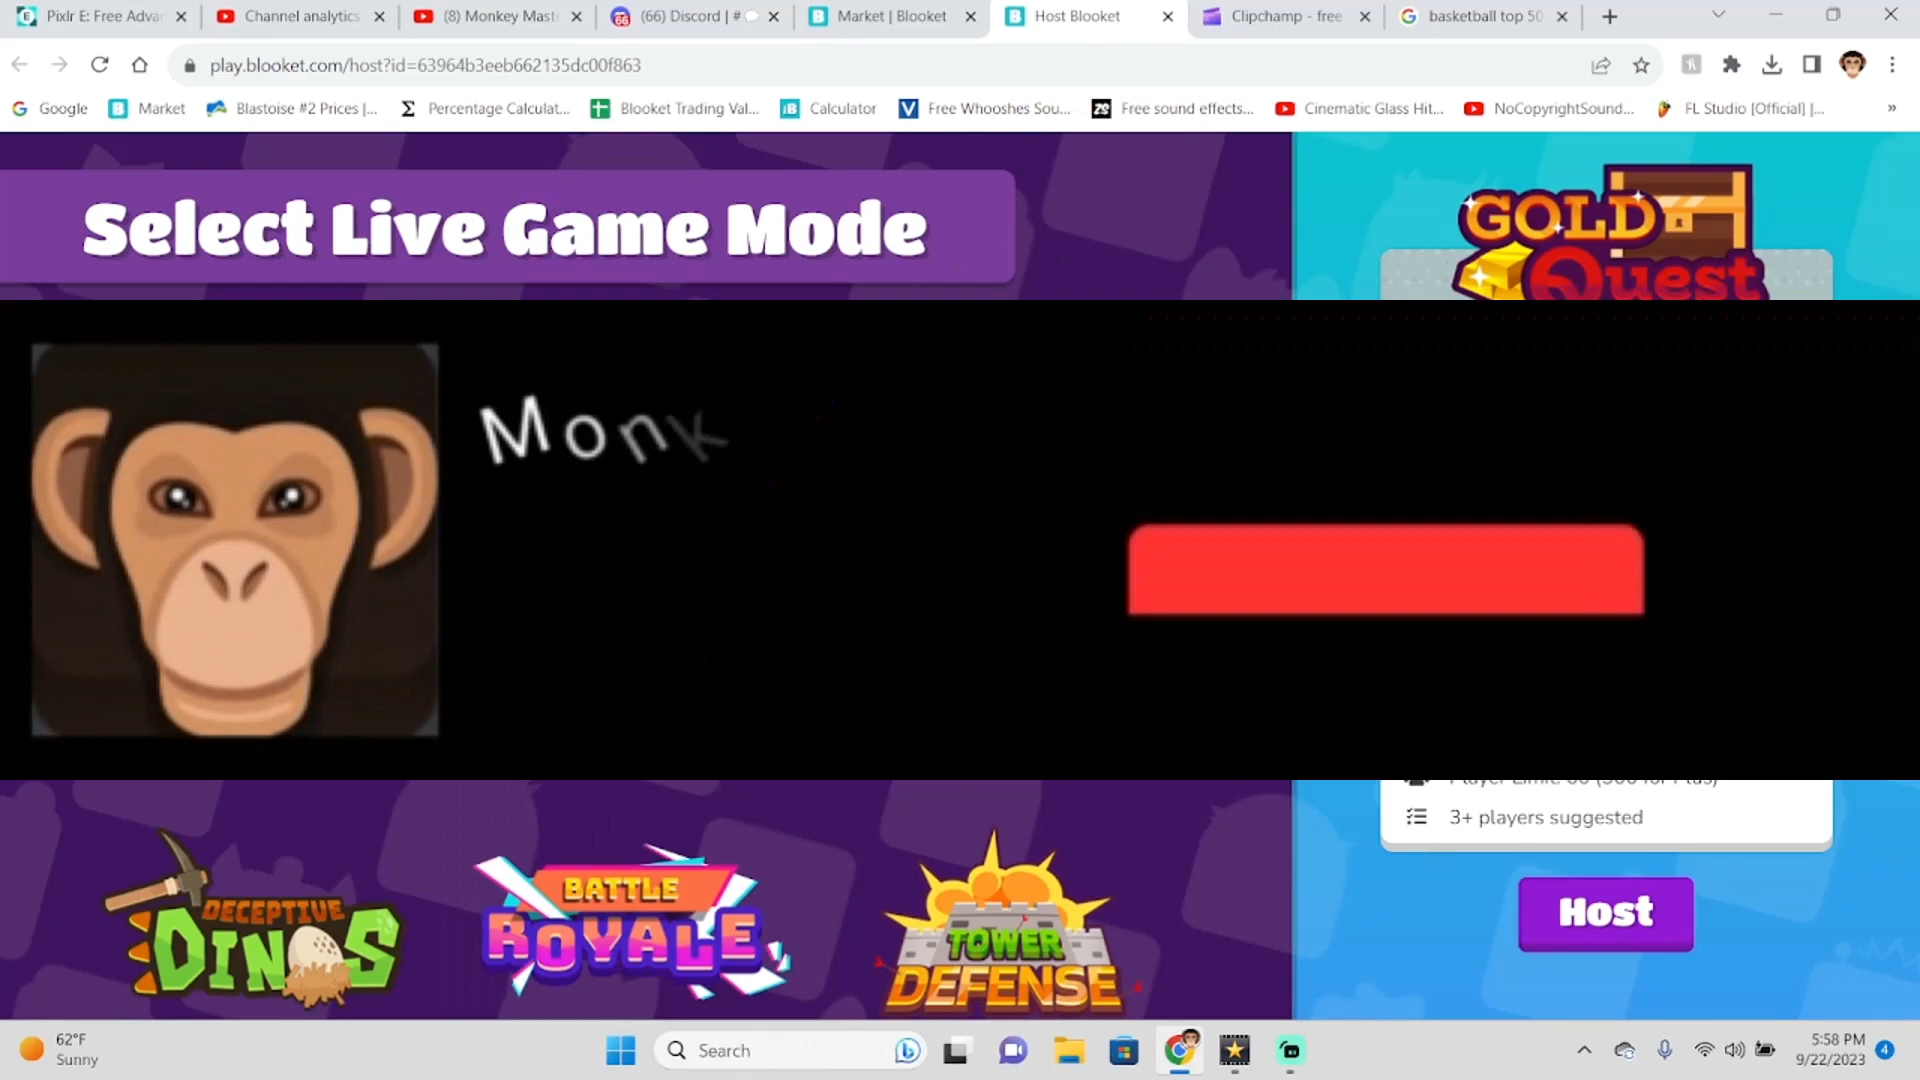 Pixlr E: Free Adva
Channel analytics
(8) Monkey Mast
(66) Discord | #
Market | Blooket
Host Blooket
Clipchamp - free
basketball top 50
play.blooket.com/host?id=63964b3eeb662135dc00f863
Google
Market
Blastoise #2 Prices |...
Percentage Calculat...
Blooket Trading Val...
Calculator
Free Whooshes Sou...
Free sound effects...
Cinematic Glass Hit...
NoCopyrightSound...
FL Studio [Official] |...
Select Live Game Mode
GOLD
Quest
Monk
3+ players suggested
DECEPTIVE
DINOS
BATTLE
ROYALE
TOWER
DEFENSE
Host
62°F
Sunny
Search
5:58 PM
9/22/2023
4